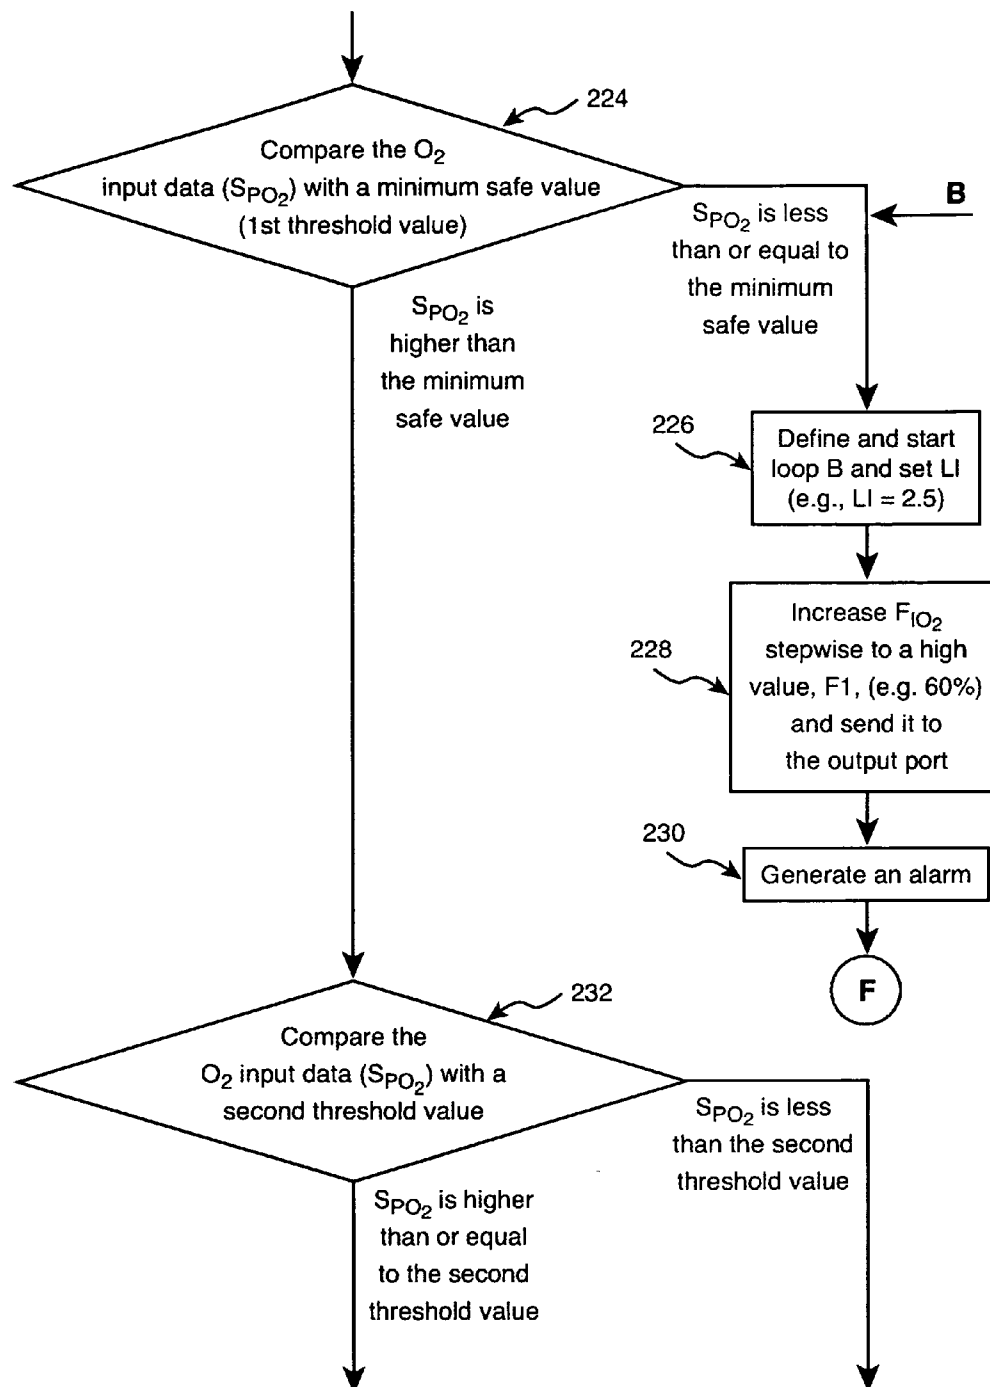 224
Compare the O₂
input data (SPO₂) with a minimum safe value
(1st threshold value)
B
SPO₂ is less
than or equal to
the minimum
safe value
SPO₂ is
higher than
the minimum
safe value
226
Define and start
loop B and set LI
(e.g., LI = 2.5)
228
Increase FIO₂
stepwise to a high
value, F1, (e.g. 60%)
and send it to
the output port
230
Generate an alarm
F
232
Compare the
O₂ input data (SPO₂) with a
second threshold value
SPO₂ is less
than the second
threshold value
SPO₂ is higher
than or equal
to the second
threshold value